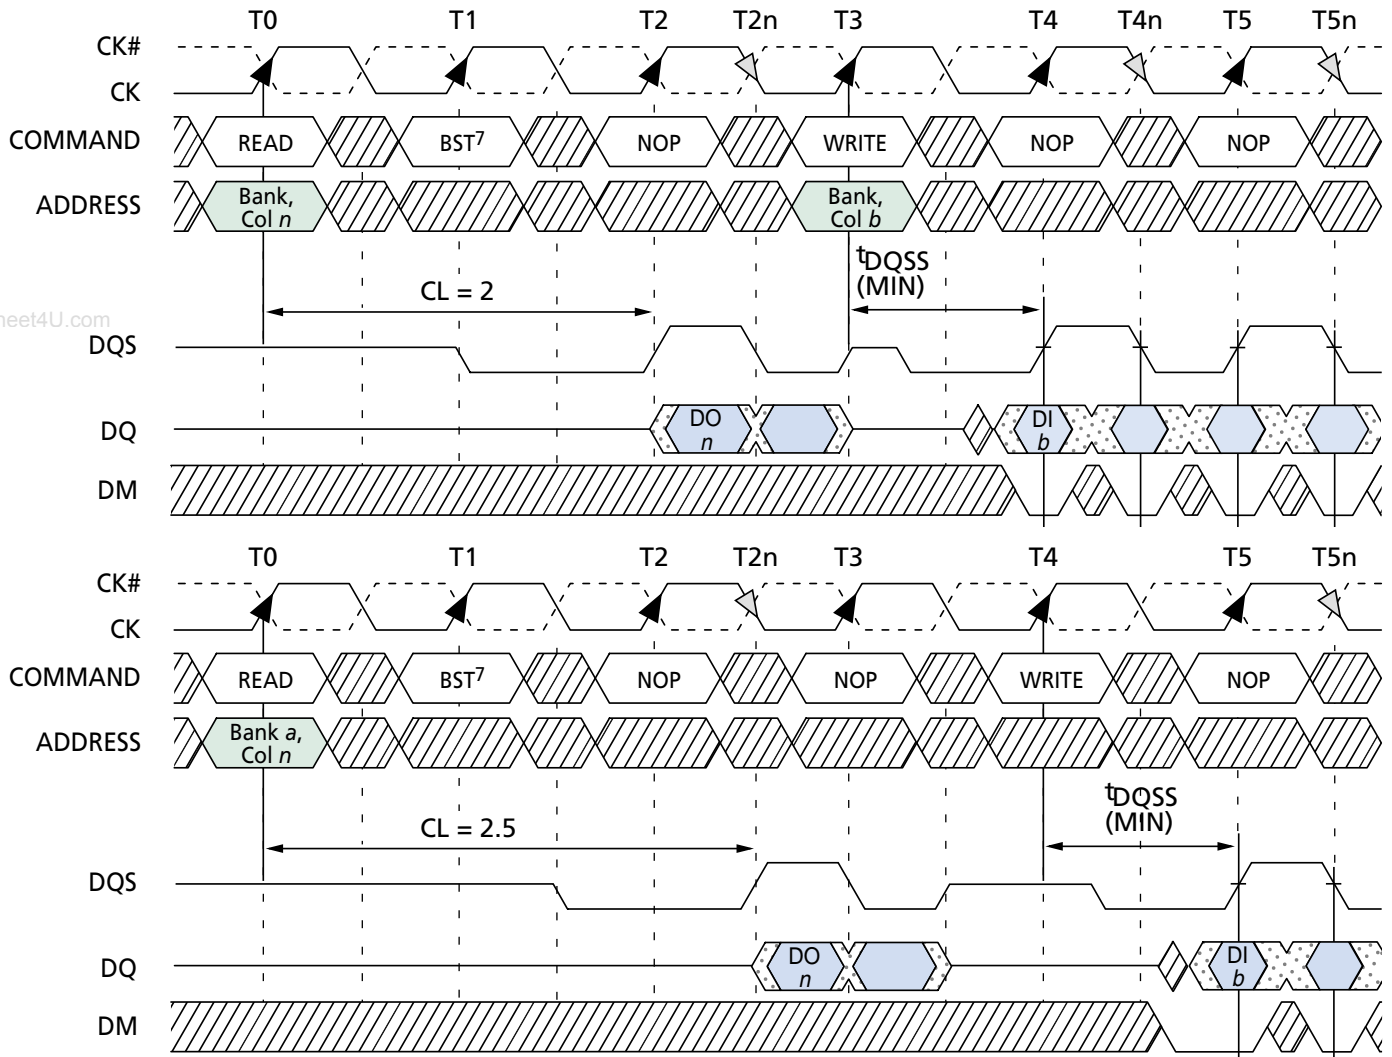 T0 T1 T2 T2n T3 T4 T4n T5 T5n
CK#
CK
COMMAND READ BST7 NOP WRITE NOP NOP
ADDRESS Bank, Col n Bank, Col b
tDQSS
(MIN)
CL = 2
heet4U.com
DQS
DQ DO n DI b
DM
T0 T1 T2 T2n T3 T4 T5 T5n
CK#
CK
COMMAND READ BST7 NOP NOP WRITE NOP
ADDRESS Bank a, Col n
tDQSS
(MIN)
CL = 2.5
DQS
DQ DO n DI b
DM